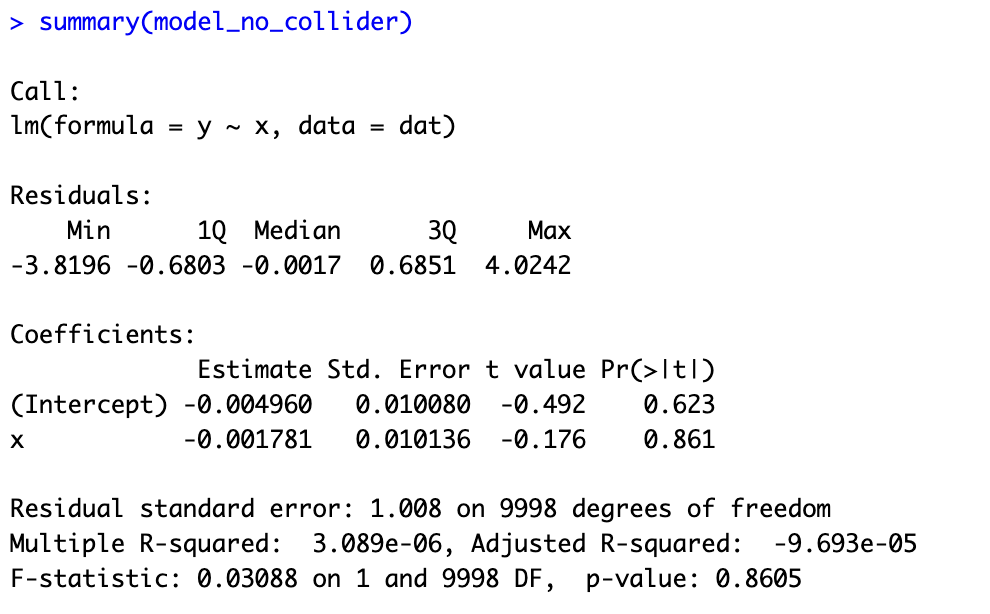 > summary(model_no_collider)
Call:
lm(formula = y ~ x, data = dat)
Residuals:
    Min      1Q  Median      3Q     Max
-3.8196 -0.6803 -0.0017  0.6851  4.0242
Coefficients:
            Estimate Std. Error t value Pr(>|t|)
(Intercept) -0.004960   0.010080  -0.492    0.623
x           -0.001781   0.010136  -0.176    0.861
Residual standard error: 1.008 on 9998 degrees of freedom
Multiple R-squared:  3.089e-06, Adjusted R-squared:  -9.693e-05
F-statistic: 0.03088 on 1 and 9998 DF,  p-value: 0.8605